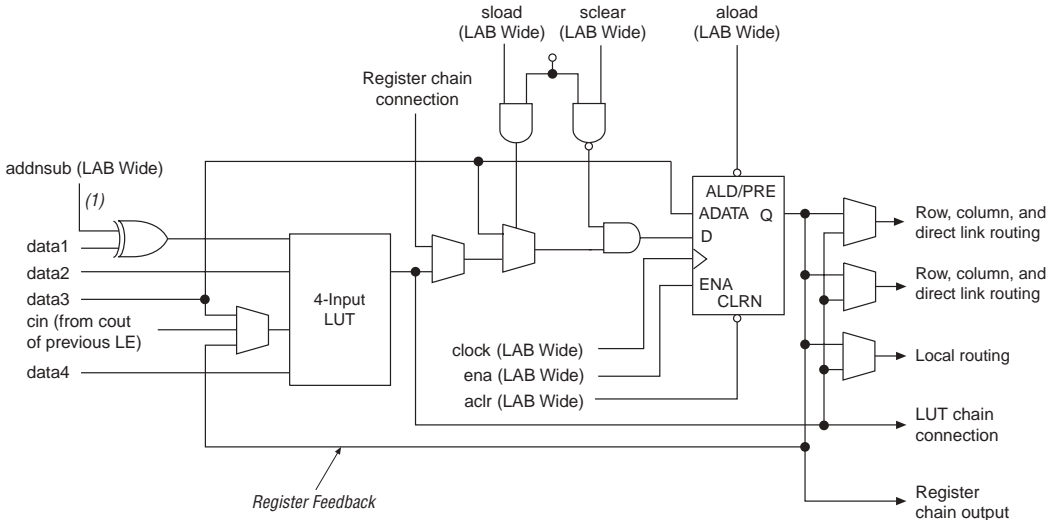 sload
(LAB Wide)
sclear
(LAB Wide)
aload
(LAB Wide)
Register chain
connection
addnsub (LAB Wide)
(1)
data1
data2
data3
cin (from cout
of previous LE)
data4
4-Input
LUT
ALD/PRE
ADATA
Q
D
ENA
CLRN
clock (LAB Wide)
ena (LAB Wide)
aclr (LAB Wide)
Row, column, and
direct link routing
Row, column, and
direct link routing
Local routing
LUT chain
connection
Register
chain output
Register Feedback